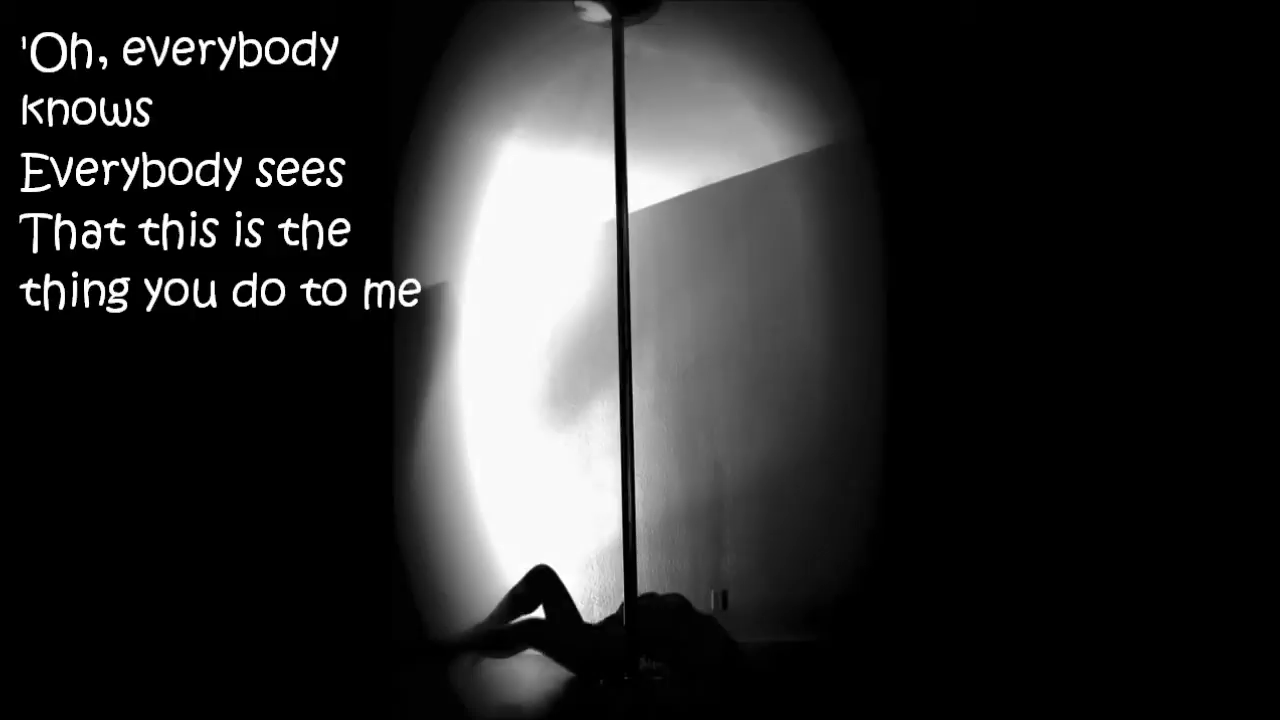 'Oh, everybody
knows
Everybody sees
That this is the
thing you do to me